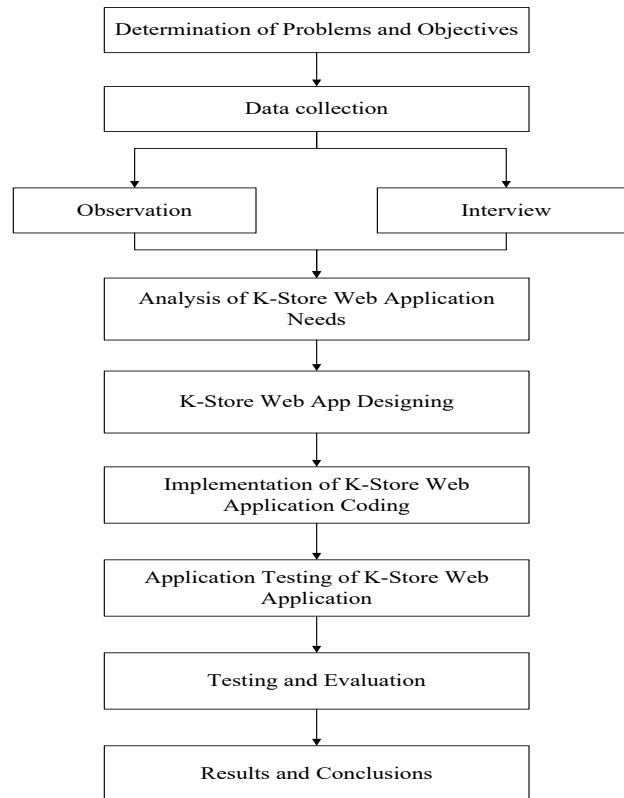 Determination of Problems and Objectives
Data collection
Observation
Interview
Analysis of K-Store Web Application
Needs
K-Store Web App Designing
Implementation of K-Store Web
Application Coding
Application Testing of K-Store Web
Application
Testing and Evaluation
Results and Conclusions